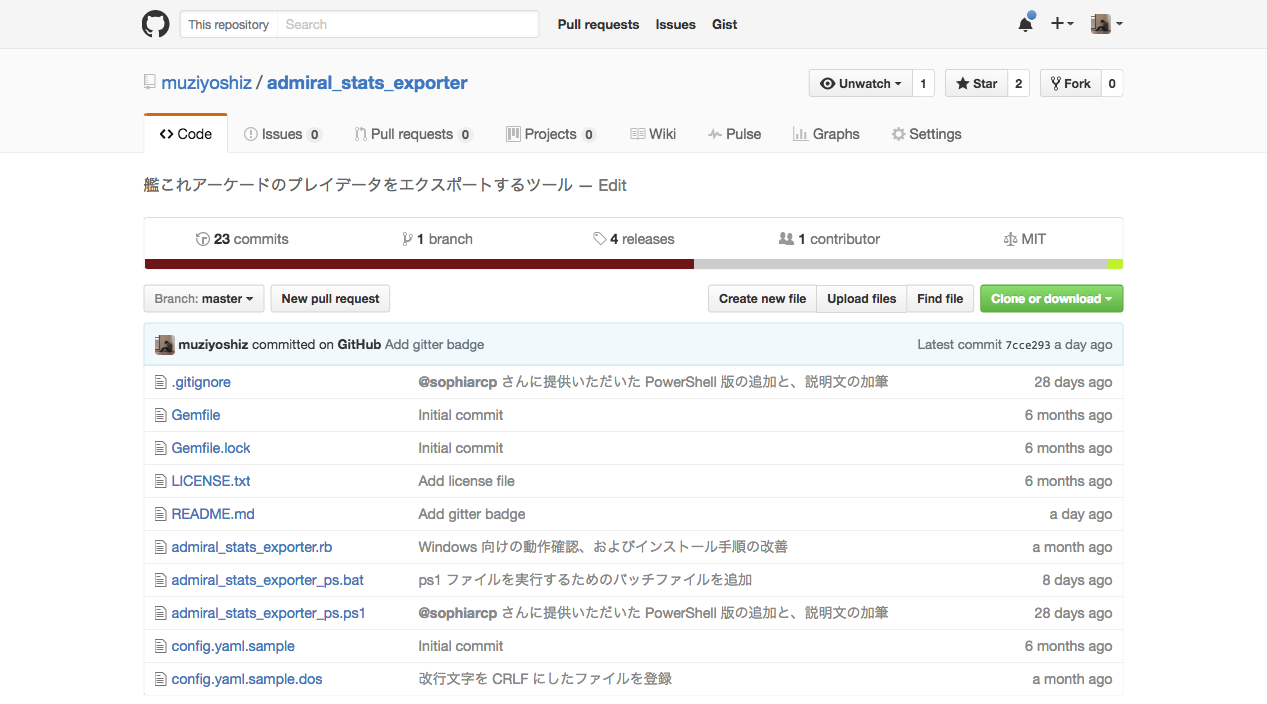 This repository Search Pull requests Issues Gist
muziyoshiz / admiral_stats_exporter Unwatch 1 Star 2 Fork 0
Code Issues 0 Pull requests 0 Projects 0 Wiki Pulse Graphs Settings
艦これアーケードのプレイデータをエクスポートするツール — Edit
23 commits 1 branch 4 releases 1 contributor MIT
Branch: master New pull request Create new file Upload files Find file Clone or download
muziyoshiz committed on GitHub Add gitter badge Latest commit 7cce293 a day ago
.gitignore @sophiarcp さんに提供いただいた PowerShell 版の追加と、説明文の加筆 28 days ago
Gemfile Initial commit 6 months ago
Gemfile.lock Initial commit 6 months ago
LICENSE.txt Add license file 6 months ago
README.md Add gitter badge a day ago
admiral_stats_exporter.rb Windows 向けの動作確認、およびインストール手順の改善 a month ago
admiral_stats_exporter_ps.bat ps1 ファイルを実行するためのバッチファイルを追加 8 days ago
admiral_stats_exporter_ps.ps1 @sophiarcp さんに提供いただいた PowerShell 版の追加と、説明文の加筆 28 days ago
config.yaml.sample Initial commit 6 months ago
config.yaml.sample.dos 改行文字を CRLF にしたファイルを登録 a month ago